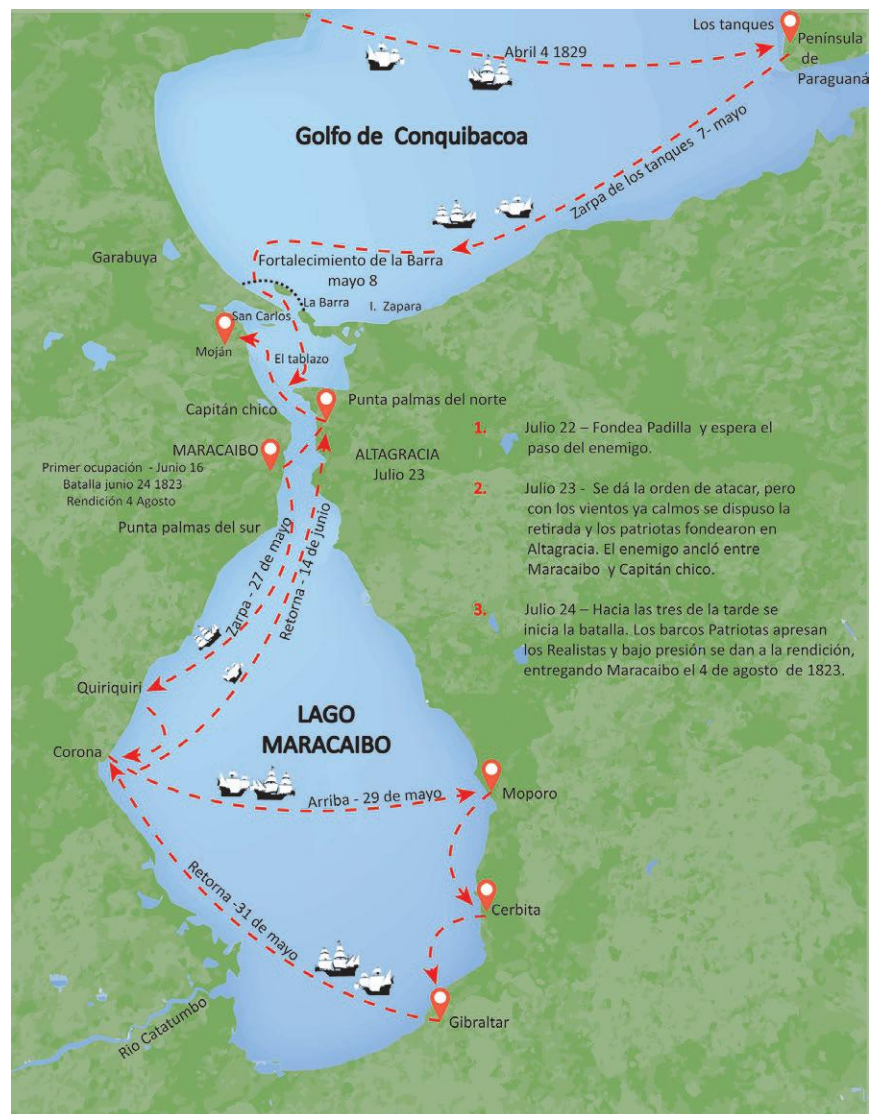 Los tanques
Península
de
Paraguaná
Abril 4 1829
Golfo de Conquibacoa
Zarpa de los tanques 7- mayo
Garabuya
Fortalecimiento de la Barra
mayo 8
La Barra
I. Zapara
San Carlos
Moján
El tablazo
Capitán chico
Punta palmas del norte
MARACAIBO
Primer ocupación - Junio 16
Batalla junio 24 1823
Rendición 4 Agosto
ALTAGRACIA
Julio 23
Punta palmas del sur
1. Julio 22 – Fondea Padilla y espera el
paso del enemigo.
2. Julio 23 - Se dá la orden de atacar, pero
con los vientos ya calmos se dispuso la
retirada y los patriotas fondearon en
Altagracia. El enemigo ancló entre
Maracaibo y Capitán chico.
3. Julio 24 – Hacia las tres de la tarde se
inicia la batalla. Los barcos Patriotas apresan
los Realistas y bajo presión se dan a la rendición,
entregando Maracaibo el 4 de agosto de 1823.
Zarpa - 27 de mayo
Retorna - 14 de junio
Quiriquiri
Corona
LAGO
MARACAIBO
Arriba - 29 de mayo
Moporo
Retorna -31 de mayo
Cerbita
Gibraltar
Rio Catatumbo